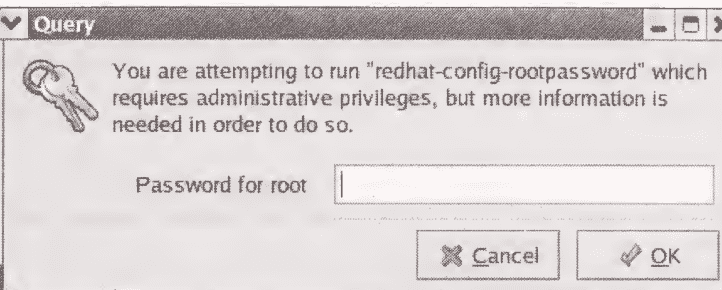 Query
You are attempting to run "redhat-config-rootpassword" which
requires administrative privileges, but more information is
needed in order to do so.
Password for root
Cancel
OK